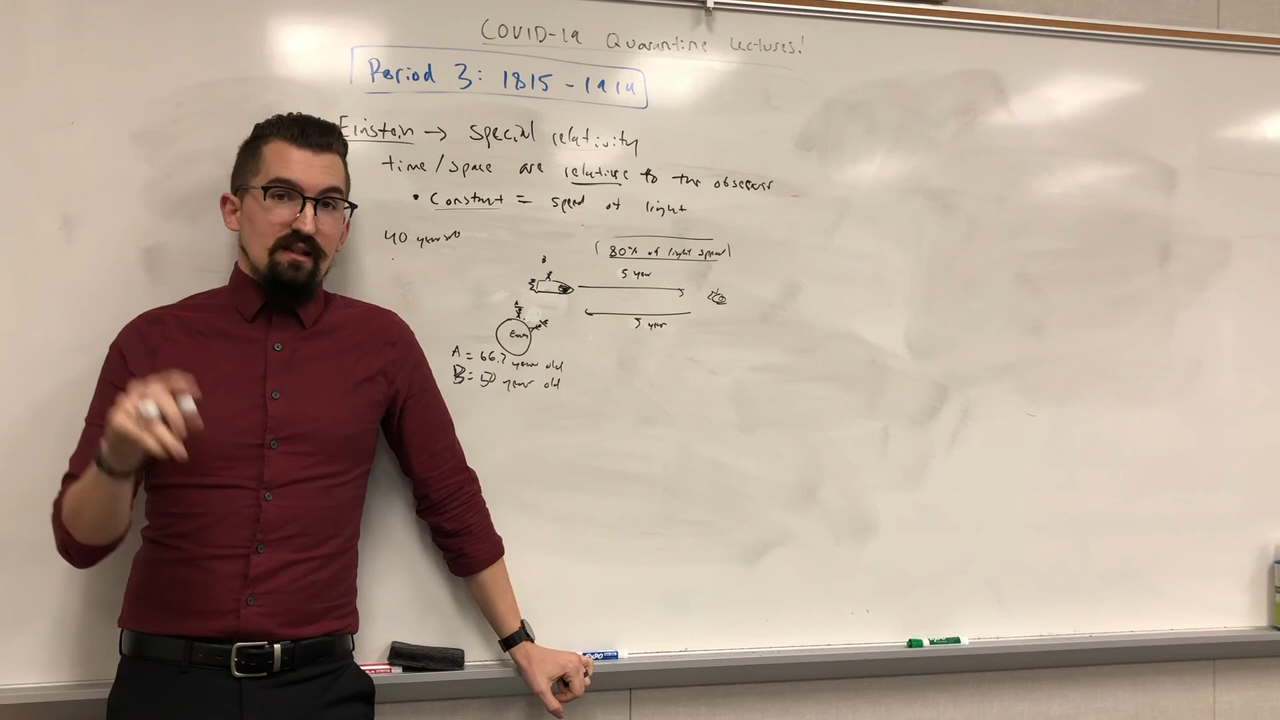 COVID-19 Quarantine Lectures!
Period 3: 1815 - 1914
Einstein → Special relativity
time/space are relative to the observer
• Constant = speed of light
40 years
(80% of light speed)
B
5 year
A
Earth
5 year
A = 66.7 year old
B = 50 year old
EXPO